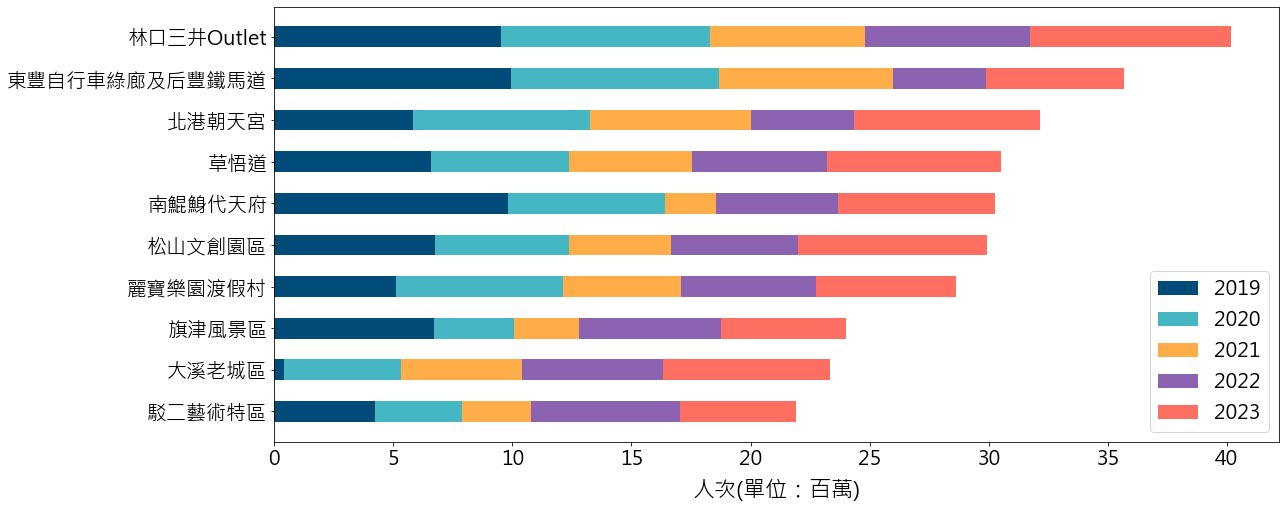 林口三井Outlet
東豐自行車綠廊及后豐鐵馬道
北港朝天宮
草悟道
南鯤鯓代天府
松山文創園區
麗寶樂園渡假村
旗津風景區
大溪老城區
駁二藝術特區
2019
2020
2021
2022
2023
0 5 10 15 20 25 30 35 40
人次(單位：百萬)